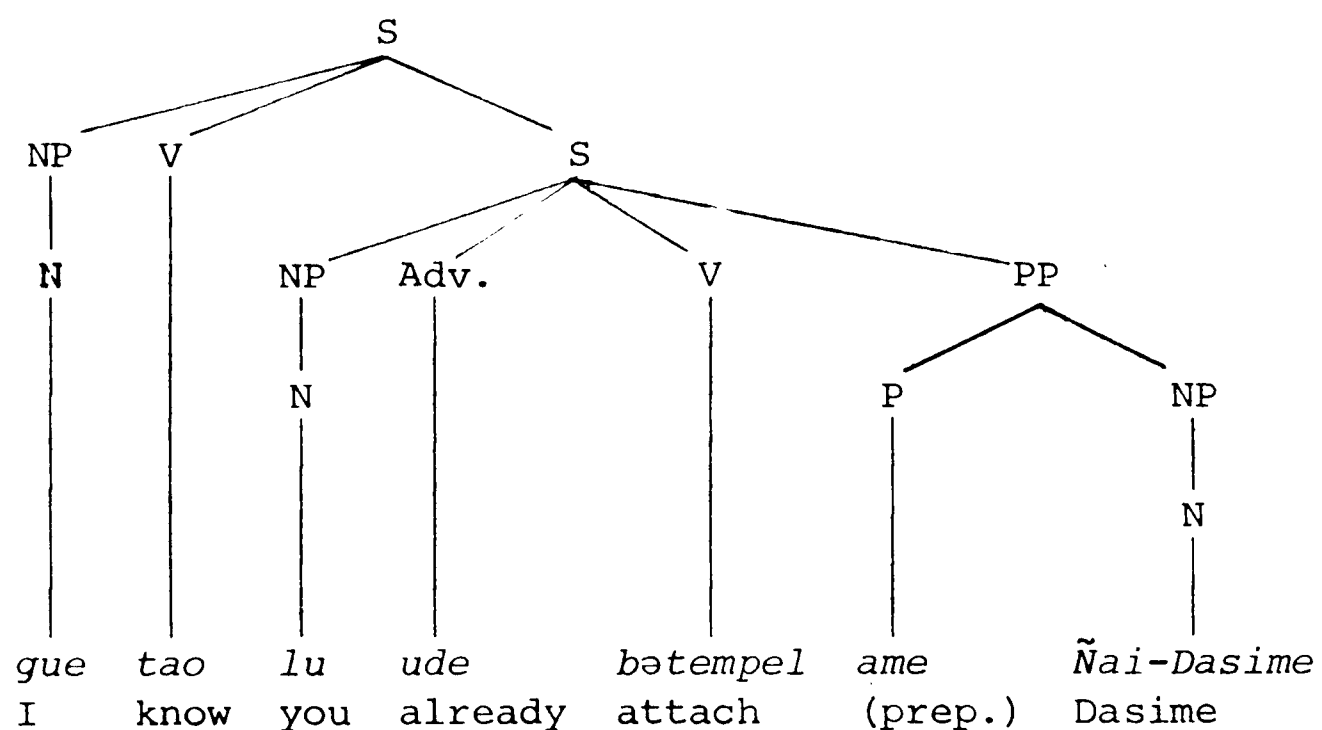 S
NP V S
N NP Adv. V PP
N P NP
N
gue tao lu ude bətempel ame Ñai-Dasime
I know you already attach (prep.) Dasime